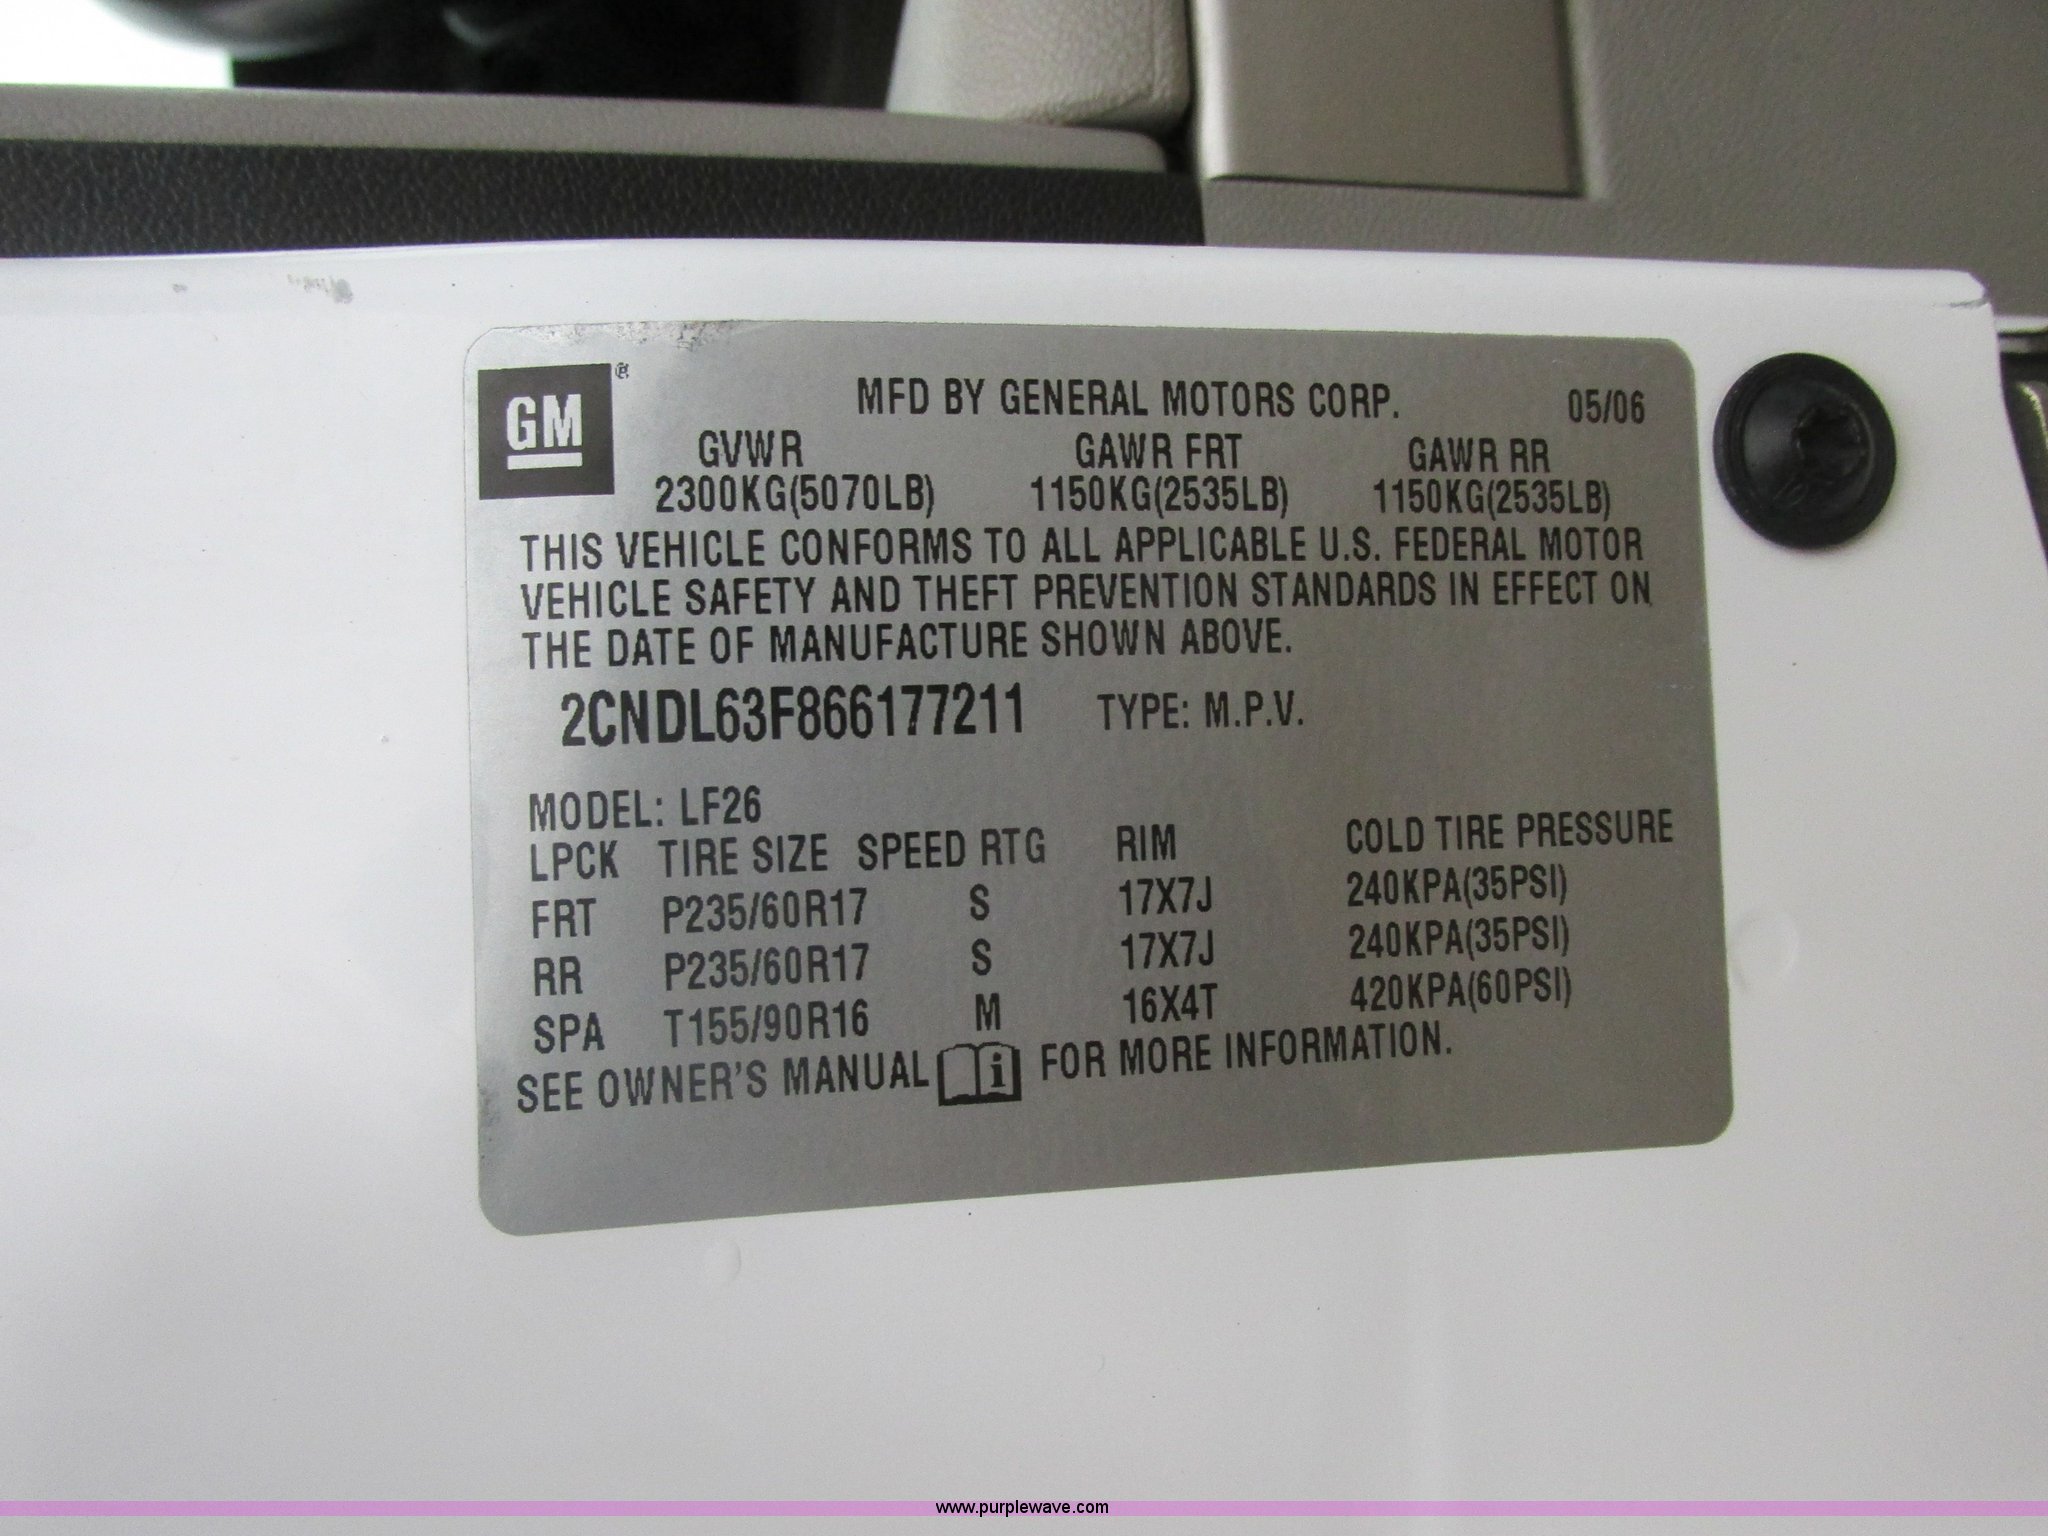 GM®
MFD BY GENERAL MOTORS CORP. 05/06
GVWR GAWR FRT GAWR RR
2300KG(5070LB) 1150KG(2535LB) 1150KG(2535LB)
THIS VEHICLE CONFORMS TO ALL APPLICABLE U.S. FEDERAL MOTOR
VEHICLE SAFETY AND THEFT PREVENTION STANDARDS IN EFFECT ON
THE DATE OF MANUFACTURE SHOWN ABOVE.
2CNDL63F866177211 TYPE: M.P.V.
MODEL: LF26
LPCK TIRE SIZE SPEED RTG RIM COLD TIRE PRESSURE
FRT P235/60R17 S 17X7J 240KPA(35PSI)
RR P235/60R17 S 17X7J 240KPA(35PSI)
SPA T155/90R16 M 16X4T 420KPA(60PSI)
SEE OWNER'S MANUAL i FOR MORE INFORMATION.
www.purplewave.com